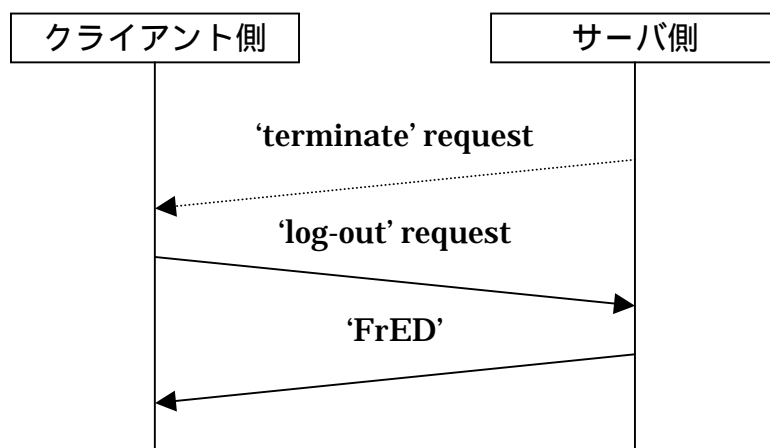 クライアント側
サーバ側
‘terminate’ request
‘log-out’ request
‘FrED’